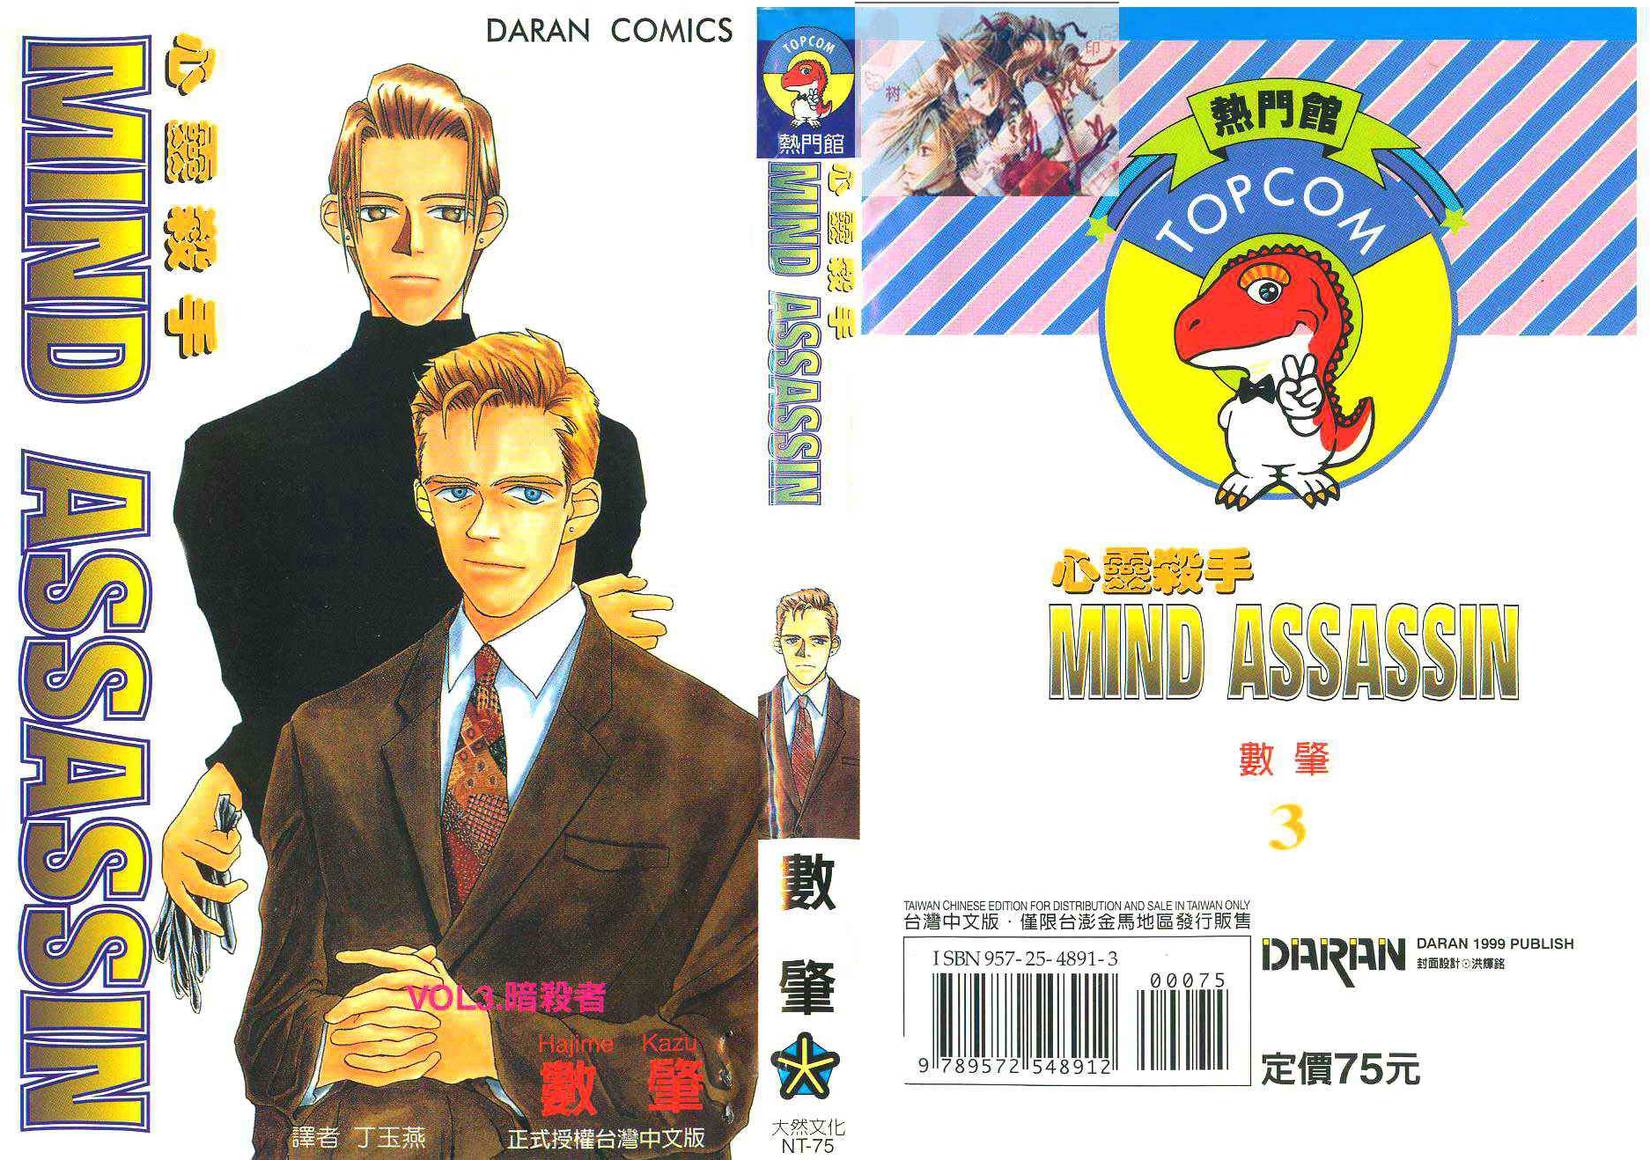 DARAN COMICS
心靈殺手
MIND ASSASSIN
VOL3.暗殺者
Hajime Kazu
數 肇
譯者 丁玉燕
正式授權台灣中文版
TOPCOM
熱門館
心靈殺手
MIND ASSASSIN
數肇
大然文化
NT-75
树
印
熱門館
TOPCOM
心靈殺手
MIND ASSASSIN
數 肇
3
TAIWAN CHINESE EDITION FOR DISTRIBUTION AND SALE IN TAIWAN ONLY
台灣中文版・僅限台澎金馬地區發行販售
ISBN 957-25-4891-3
00075
9 789572 548912
DARAN
DARAN 1999 PUBLISH
封面設計⊙洪輝銘
定價75元